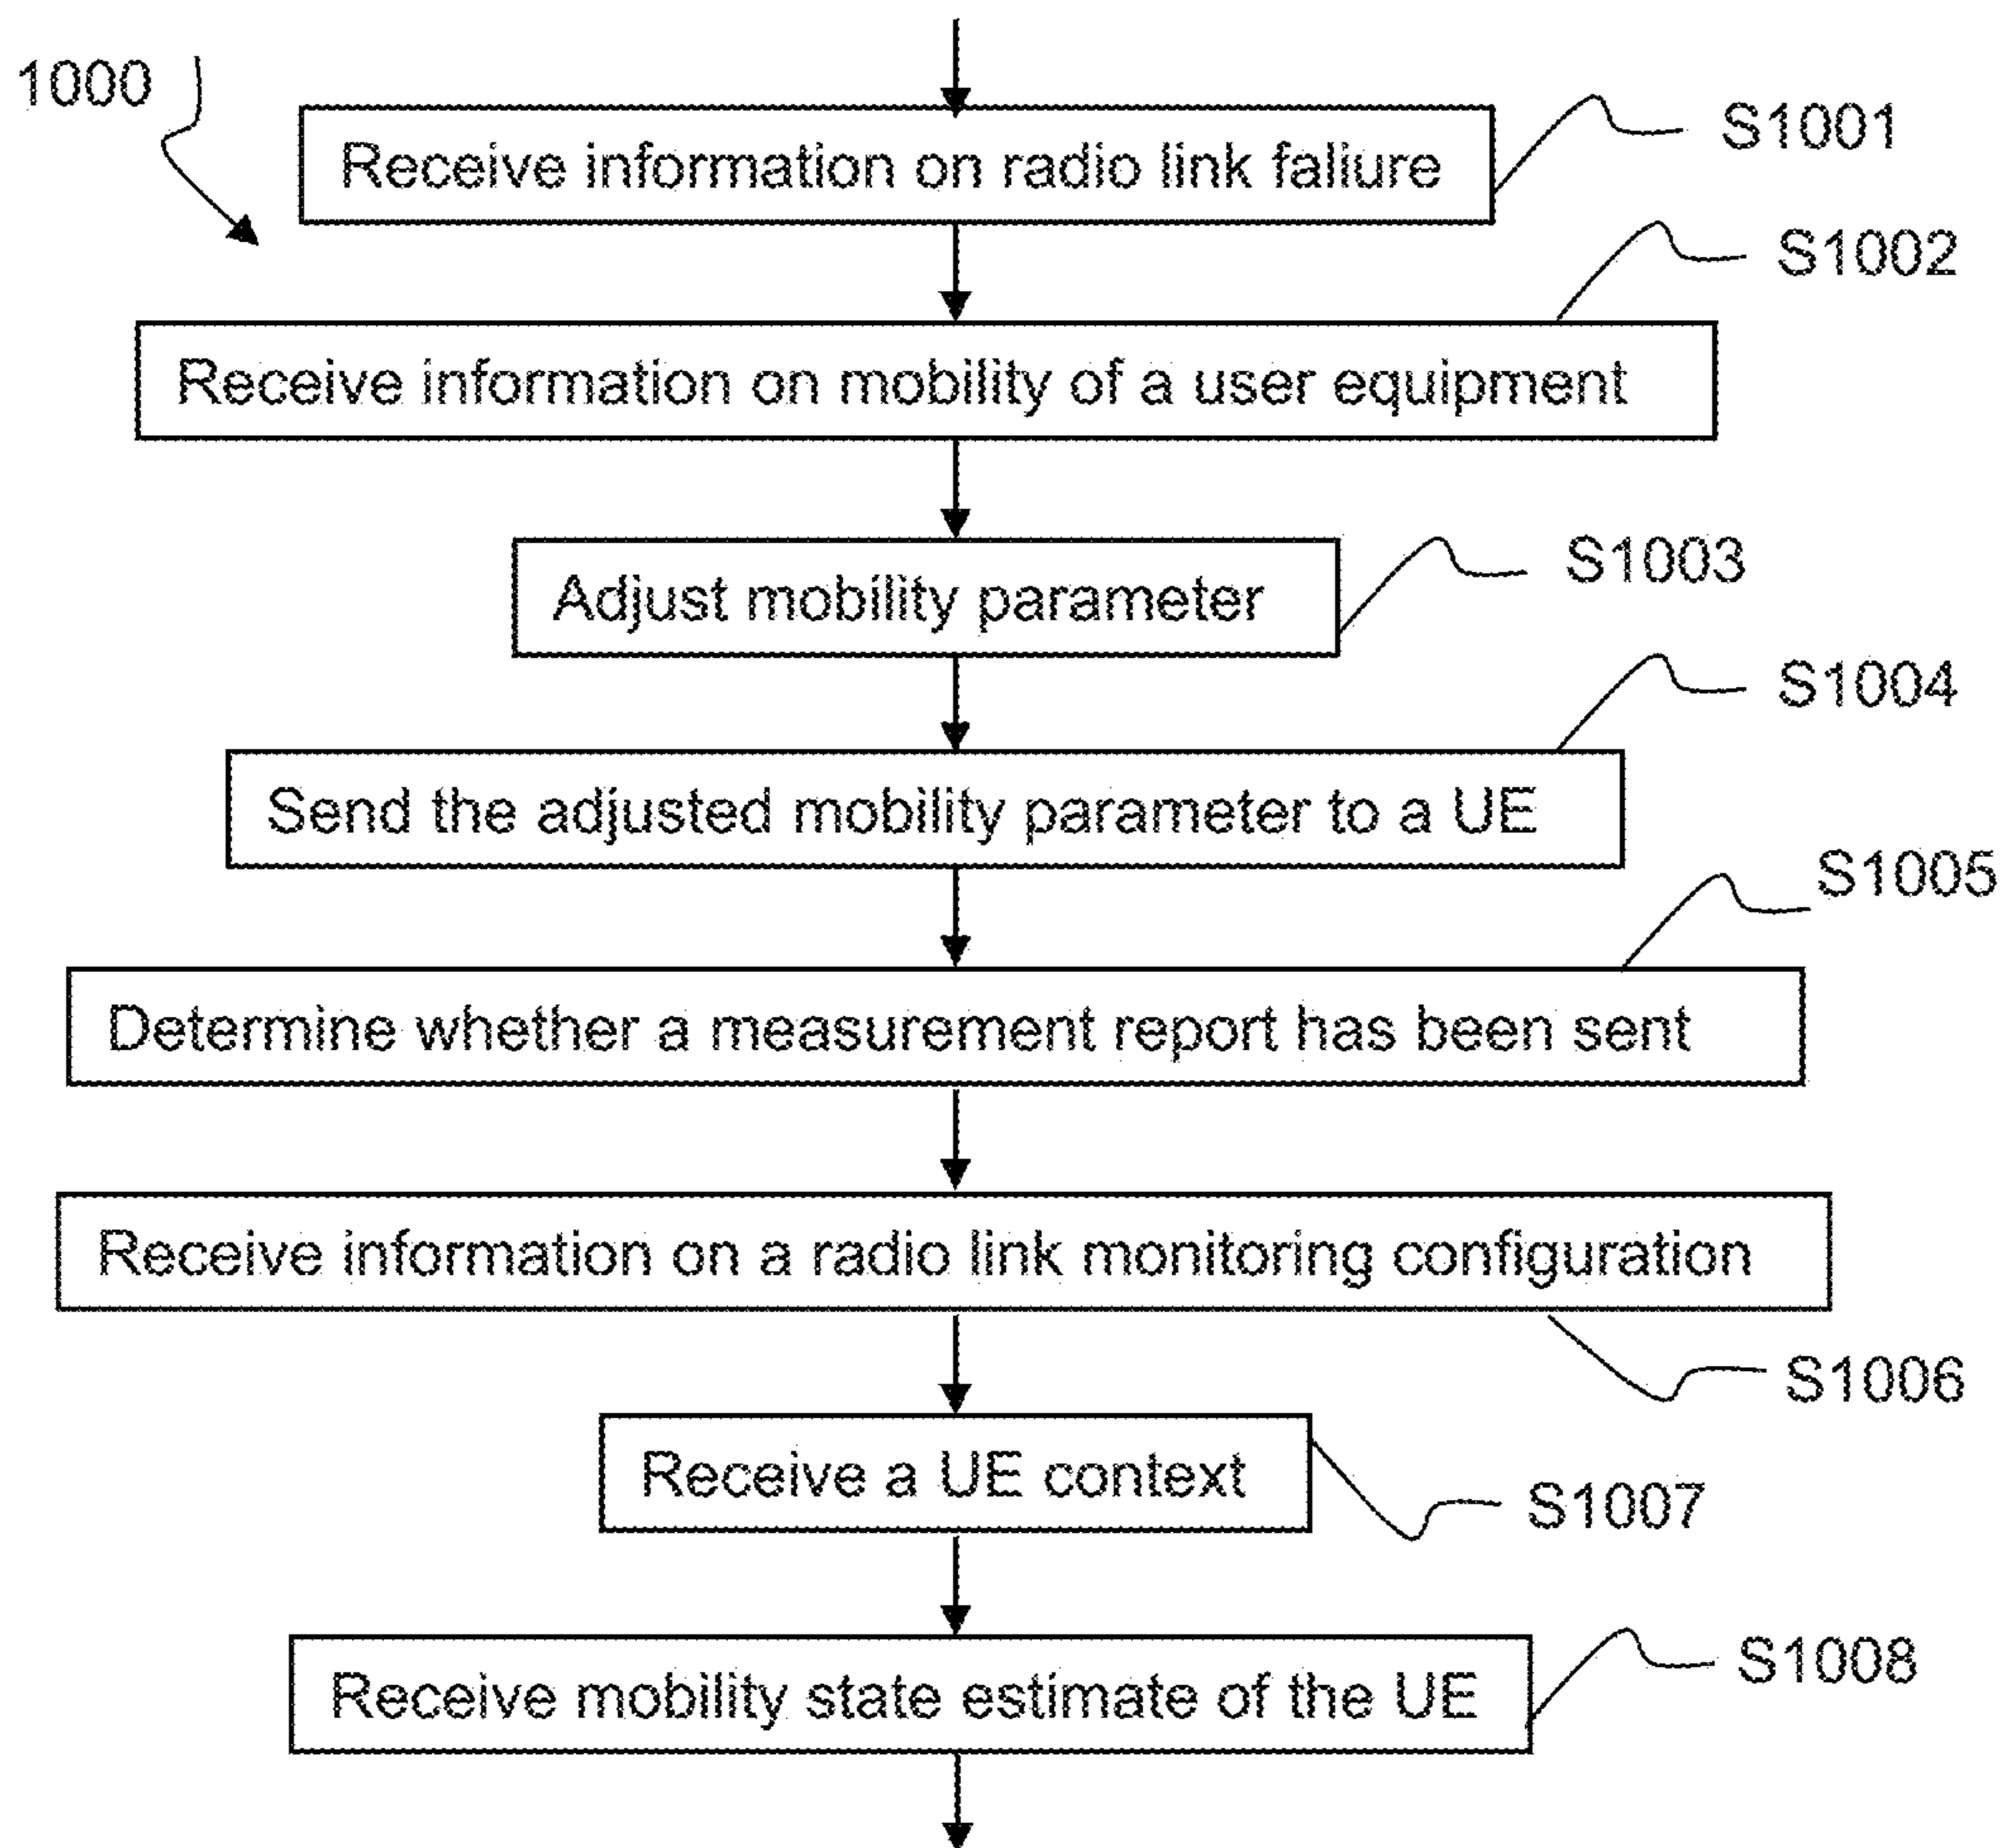 1000
Receive information on radio link faliure
S1001
S1002
Receive information on mobility of a user equipment
S1003
Adjust mobility parameter
S1004
Send the adjusted mobility parameter to a UE
S1005
Determine whether a measurement report has been sent
Receive information on a radio link monitoring configuration
S1006
Receive a UE context
S1007
Receive mobility state estimate of the UE
S1008